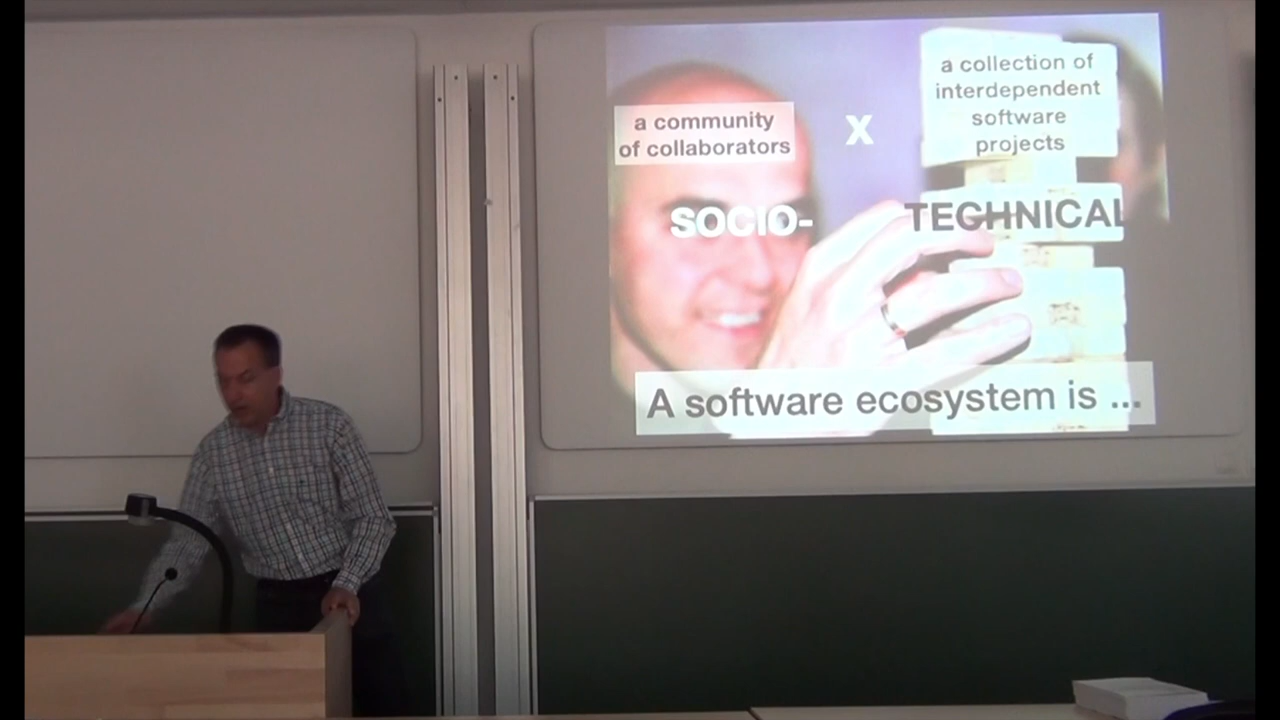 a community
of collaborators
X
a collection of
interdependent
software
projects
SOCIO-
TECHNICAL
A software ecosystem is ...